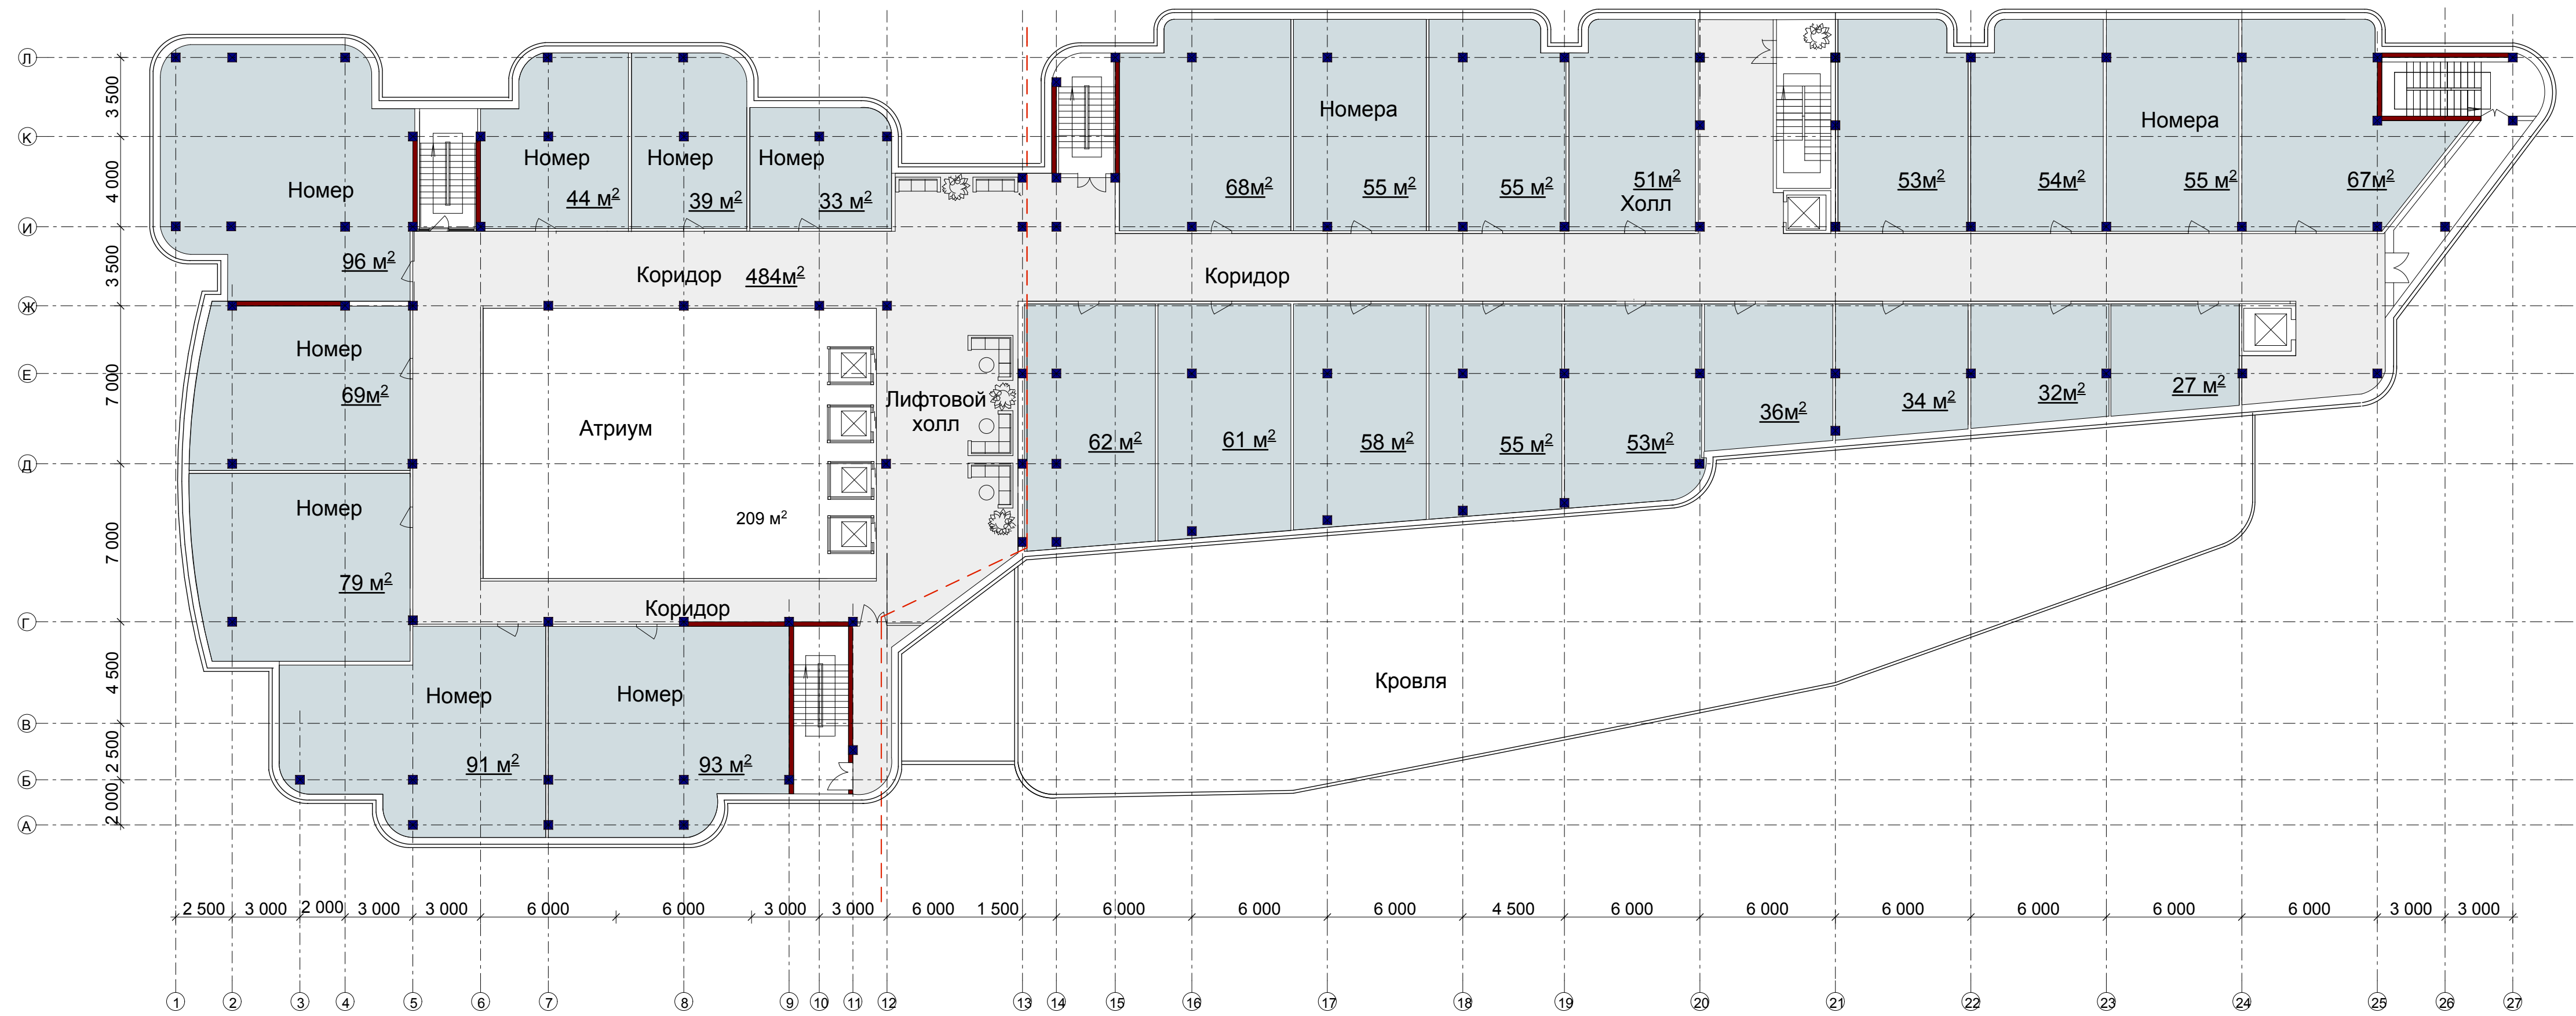 Л
К
И
Ж
Е
Д
Г
В
Б
А
3 500
4 000
3 500
7 000
7 000
4 500
2 500
2 000
Номер
96 м²
Номер
44 м²
Номер
39 м²
Номер
33 м²
Номера
68м²
55 м²
55 м²
51м²
Холл
Номера
53м²
54м²
55 м²
67м²
Коридор 484м²
Коридор
Номер
69м²
Номер
79 м²
Атриум
209 м²
Лифтовой
холл
62 м²
61 м²
58 м²
55 м²
53м²
36м²
34 м²
32м²
27 м²
Коридор
Номер
91 м²
Номер
93 м²
Кровля
2 500 3 000 2 000 3 000 3 000 6 000 6 000 3 000 3 000 6 000 1 500 6 000 6 000 6 000 4 500 6 000 6 000 6 000 6 000 6 000 6 000 3 000 3 000
1 2 3 4 5 6 7 8 9 10 11 12 13 14 15 16 17 18 19 20 21 22 23 24 25 26 27